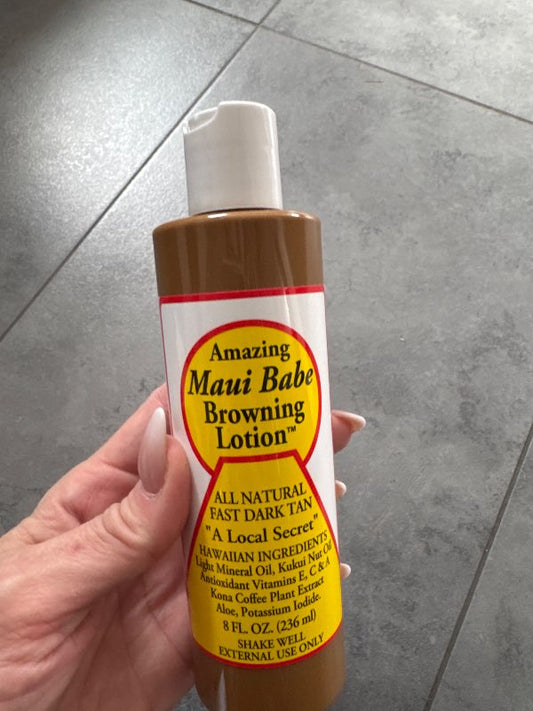 Amazing
Maui Babe
Browning
Lotion™
ALL NATURAL
FAST DARK TAN
"A Local Secret"
HAWAIIAN INGREDIENTS
Light Mineral Oil, Kukui Nut Oil
Antioxidant Vitamins E, C & A
Kona Coffee Plant Extract
Aloe, Potassium Iodide.
8 FL. OZ. (236 ml)
SHAKE WELL
EXTERNAL USE ONLY